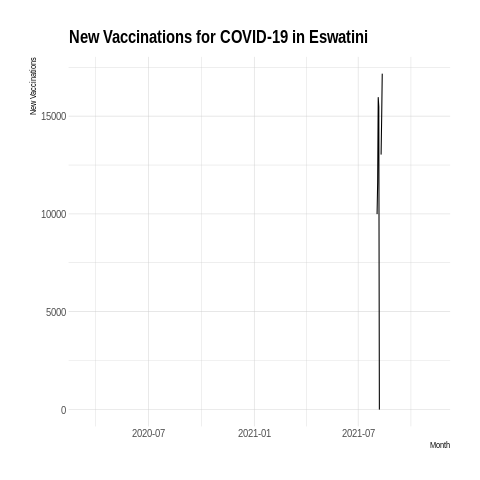 New Vaccinations for COVID-19 in Eswatini
New Vaccinations
15000
10000
5000
0
2020-07 2021-01 2021-07
Month